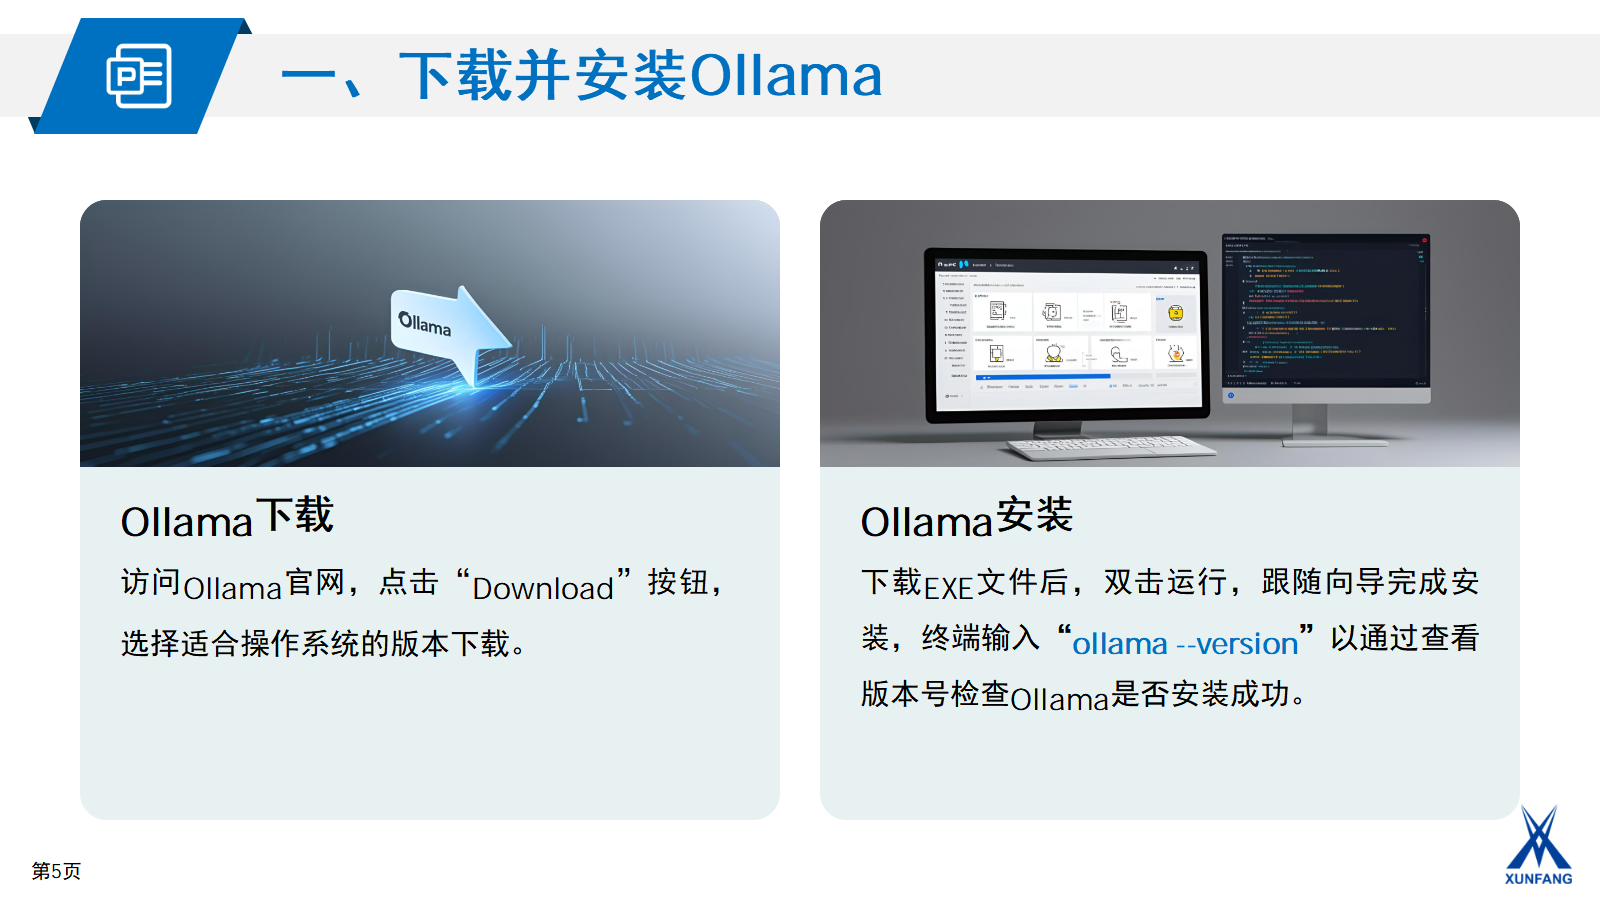 一、下载并安装Ollama
Ollama
Ollama下载
访问Ollama官网，点击“Download”按钮，
选择适合操作系统的版本下载。
Ollama安装
下载EXE文件后，双击运行，跟随向导完成安
装，终端输入“ollama --version”以通过查看
版本号检查Ollama是否安装成功。
第5页
XUNFANG